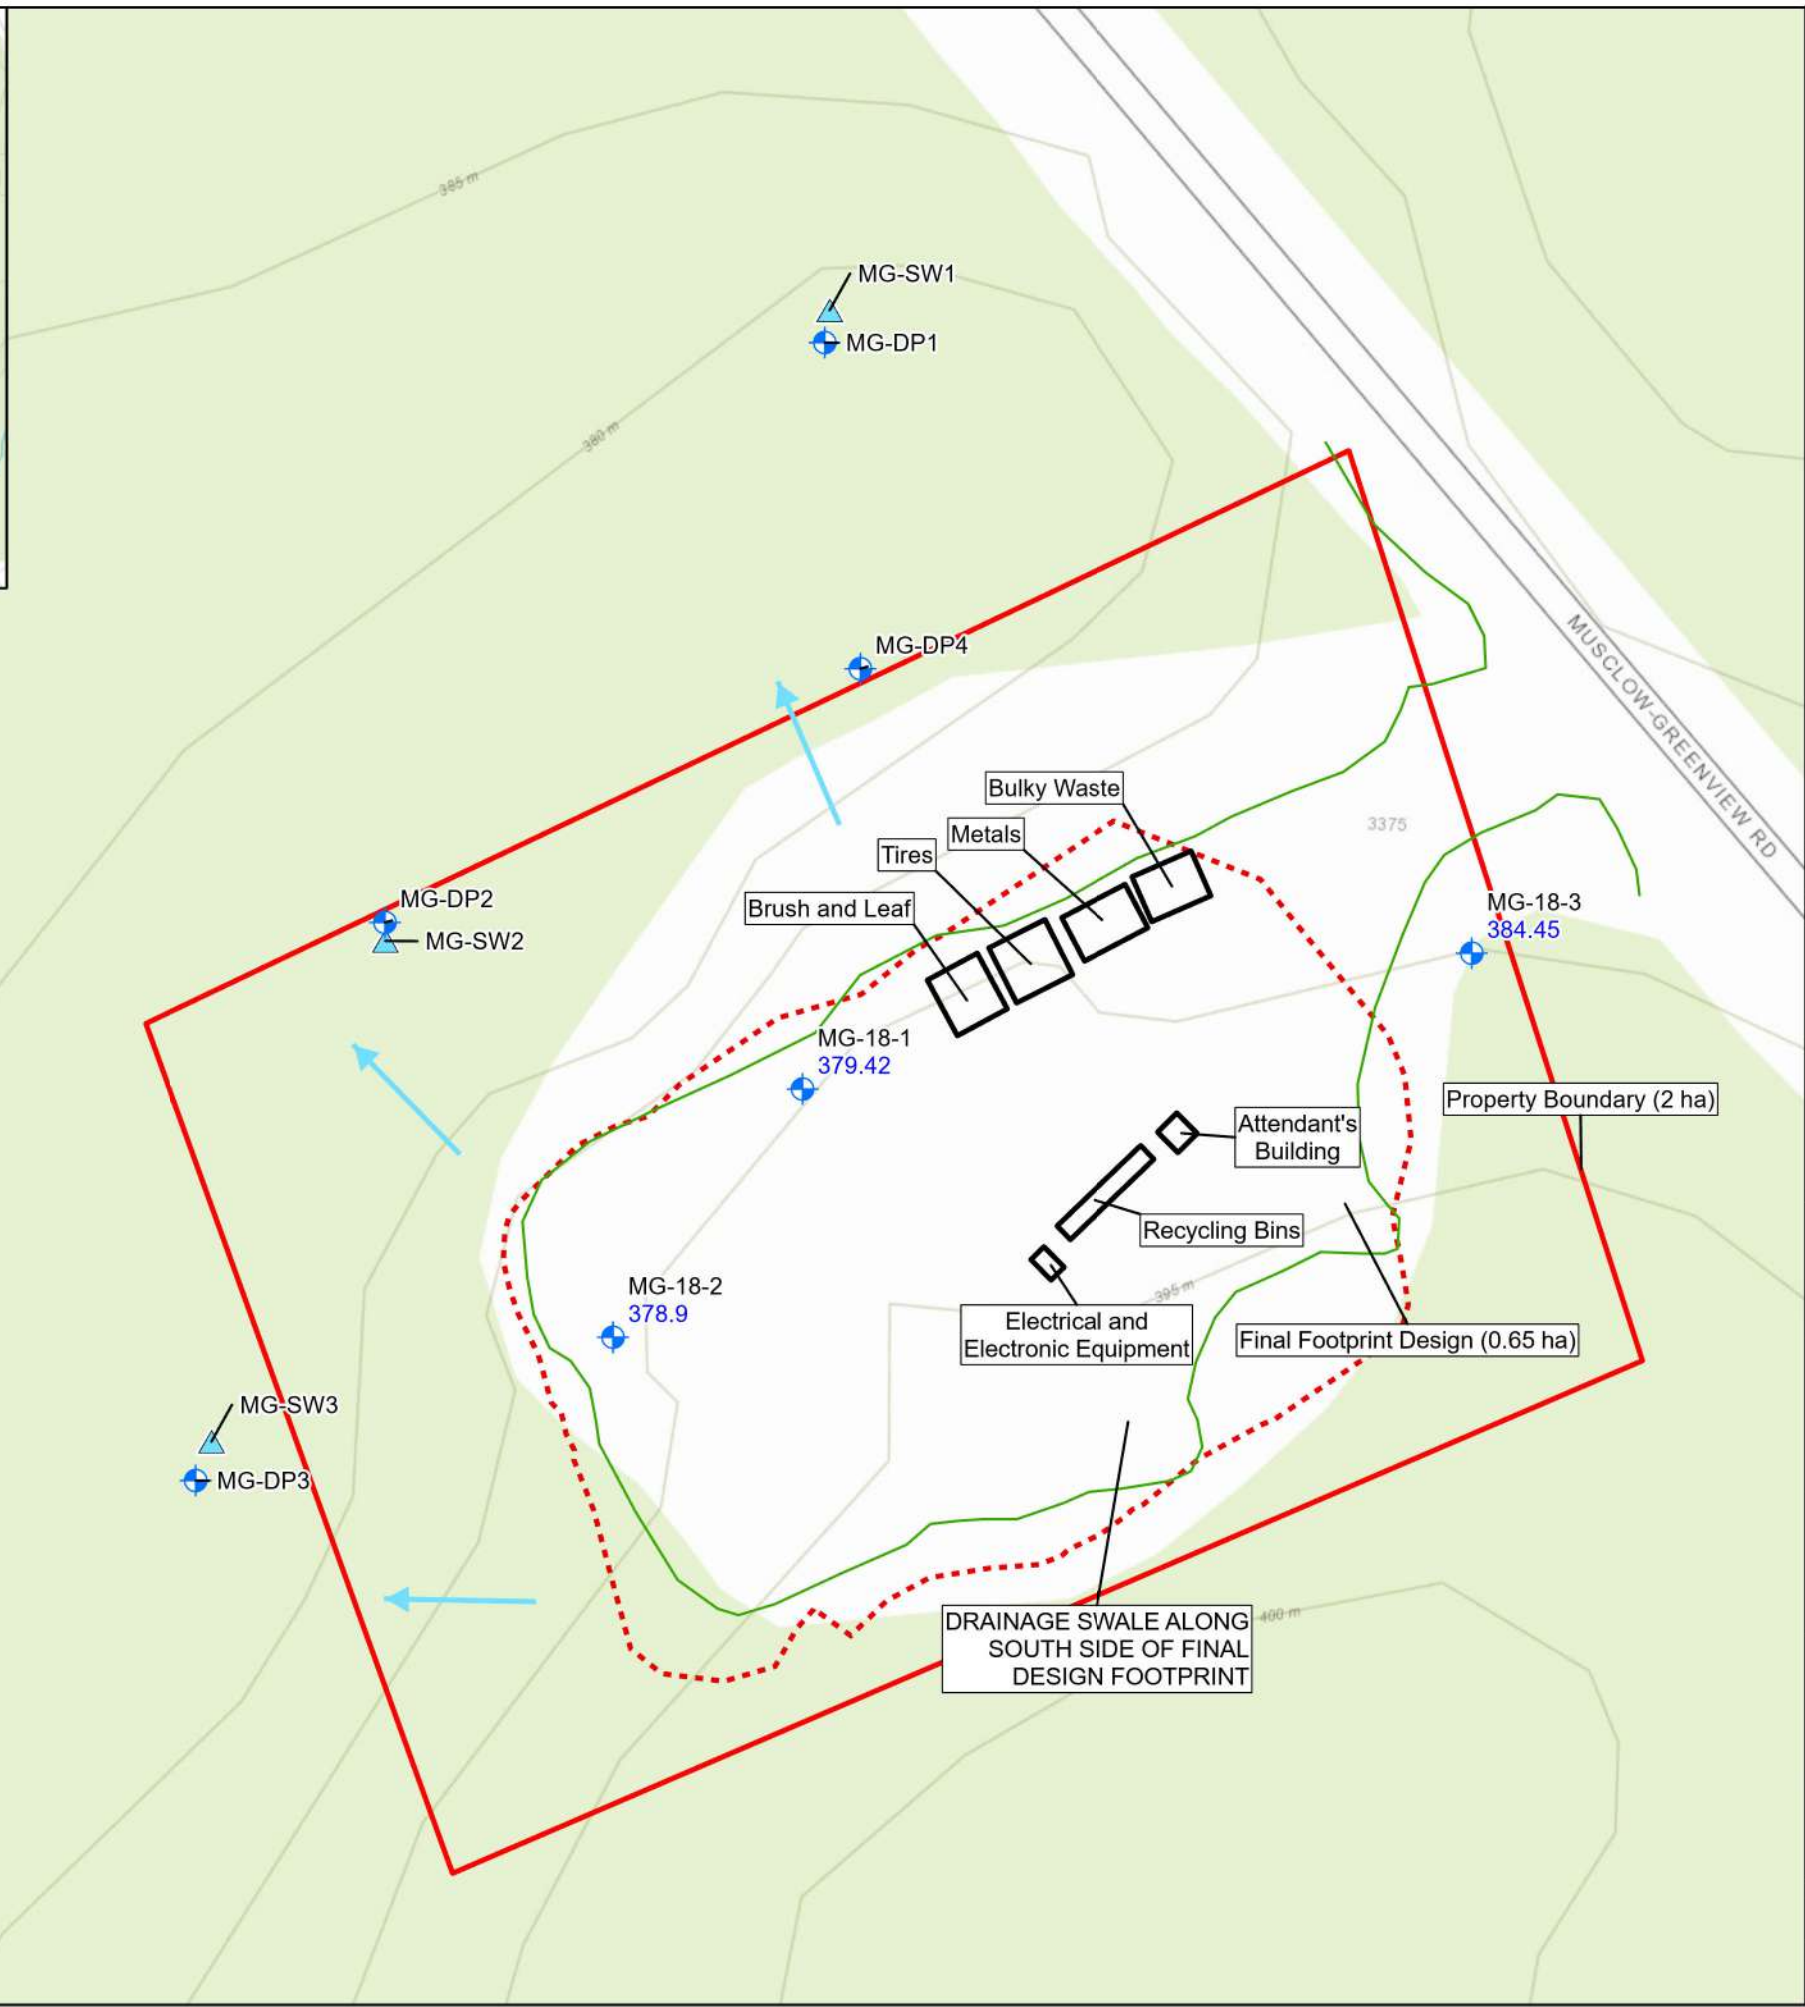 385 m
MG-SW1
MG-DP1
380 m
MUSCLOW-GREENVIEW RD
MG-DP4
Bulky Waste
3375
Metals
Tires
MG-DP2
MG-18-3
Brush and Leaf
384.45
MG-SW2
MG-18-1
379.42
Property Boundary (2 ha)
Attendant's
Building
Recycling Bins
MG-18-2
378.9
395 m
Electrical and
Electronic Equipment
Final Footprint Design (0.65 ha)
MG-SW3
MG-DP3
400 m
DRAINAGE SWALE ALONG
SOUTH SIDE OF FINAL
DESIGN FOOTPRINT